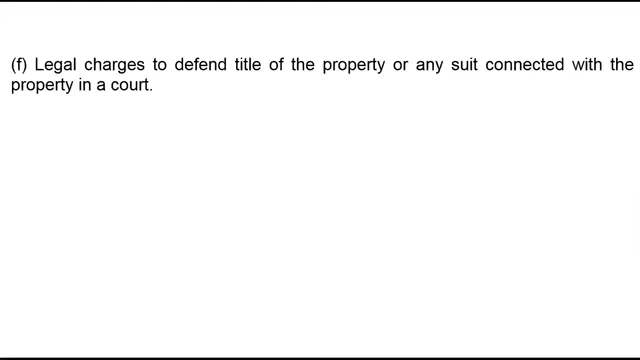 (f) Legal charges to defend title of the property or any suit connected with the
property in a court.